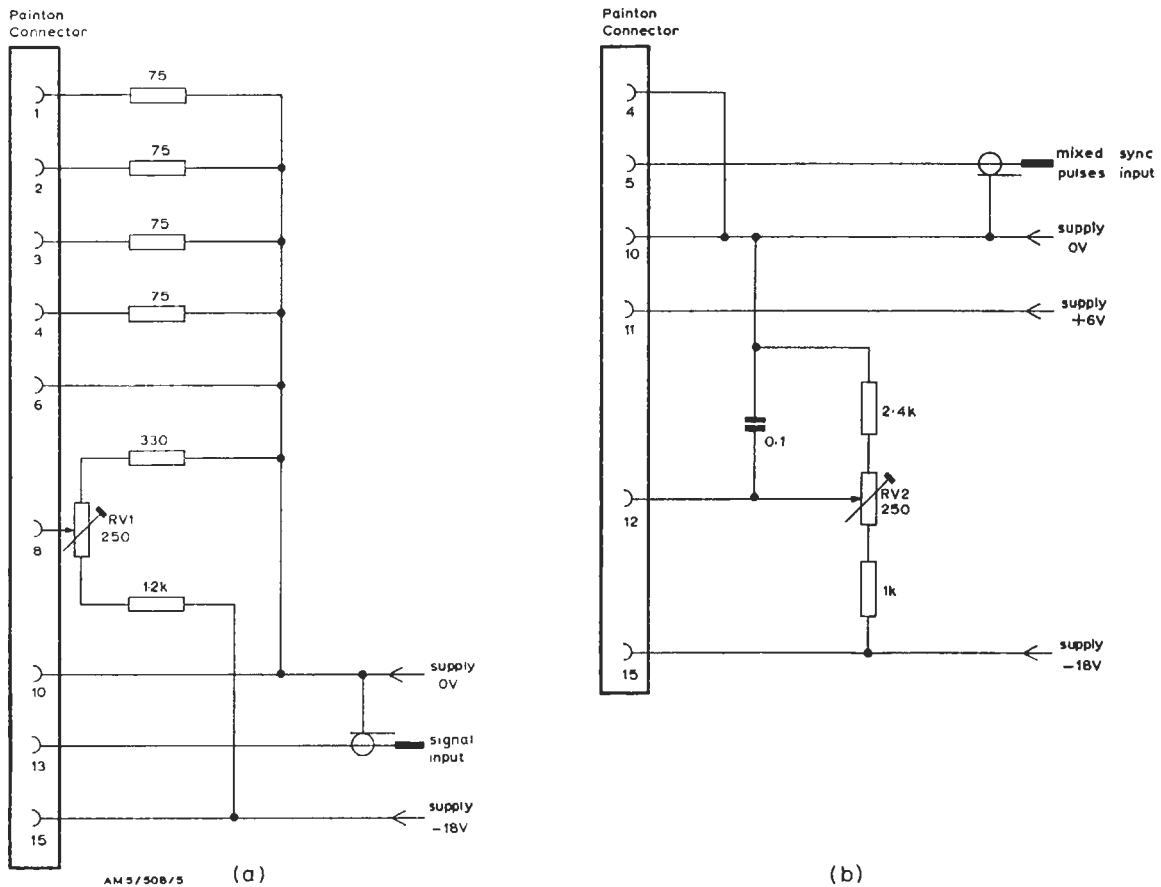 Painton
Connector
75
1
75
2
75
3
75
4
6
330
RV1
250
8
1·2k
supply
0V
10
signal
input
13
supply
-18V
15
AM5/508/5
(a)
Painton
Connector
4
mixed sync
pulses input
5
supply
0V
10
supply
+6V
11
2·4k
0.1
RV2
250
12
1k
supply
-18V
15
(b)